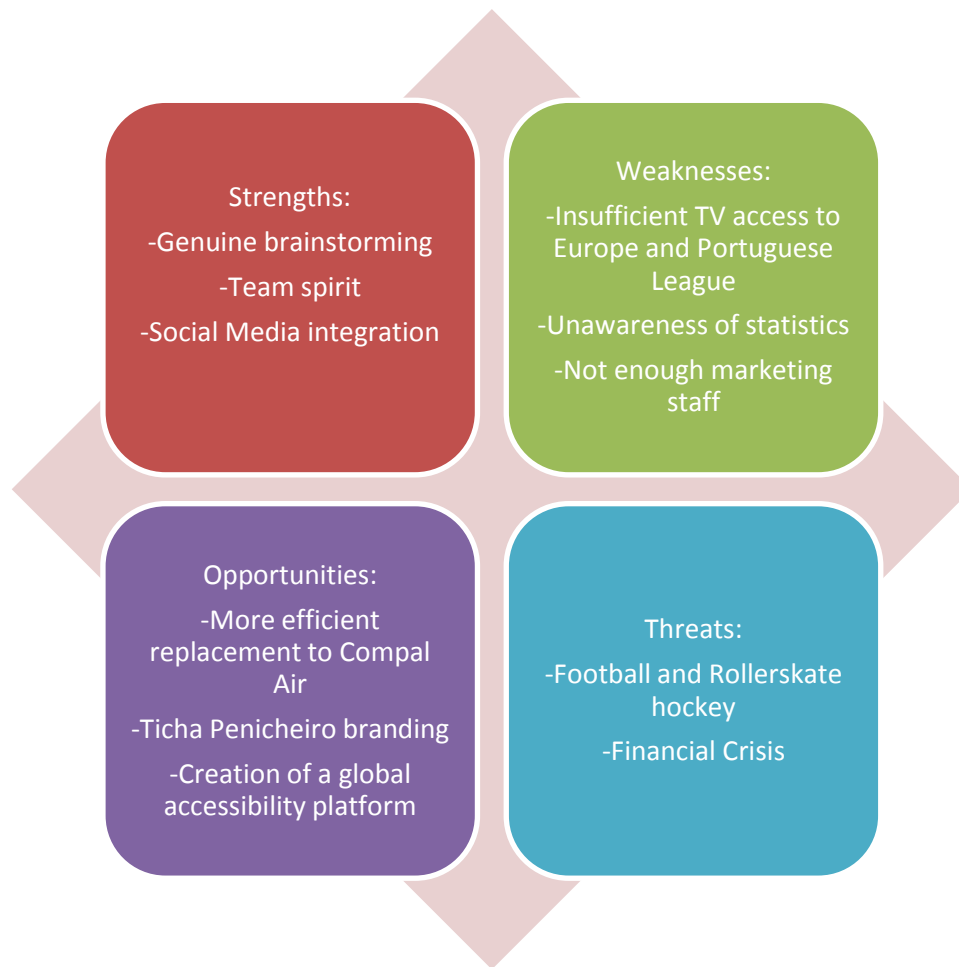 Strengths:
-Genuine brainstorming
-Team spirit
-Social Media integration
Weaknesses:
-Insufficient TV access to
Europe and Portuguese
League
-Unawareness of statistics
-Not enough marketing
staff
Opportunities:
-More efficient
replacement to Compal
Air
-Ticha Penicheiro branding
-Creation of a global
accessibility platform
Threats:
-Football and Rollerskate
hockey
-Financial Crisis